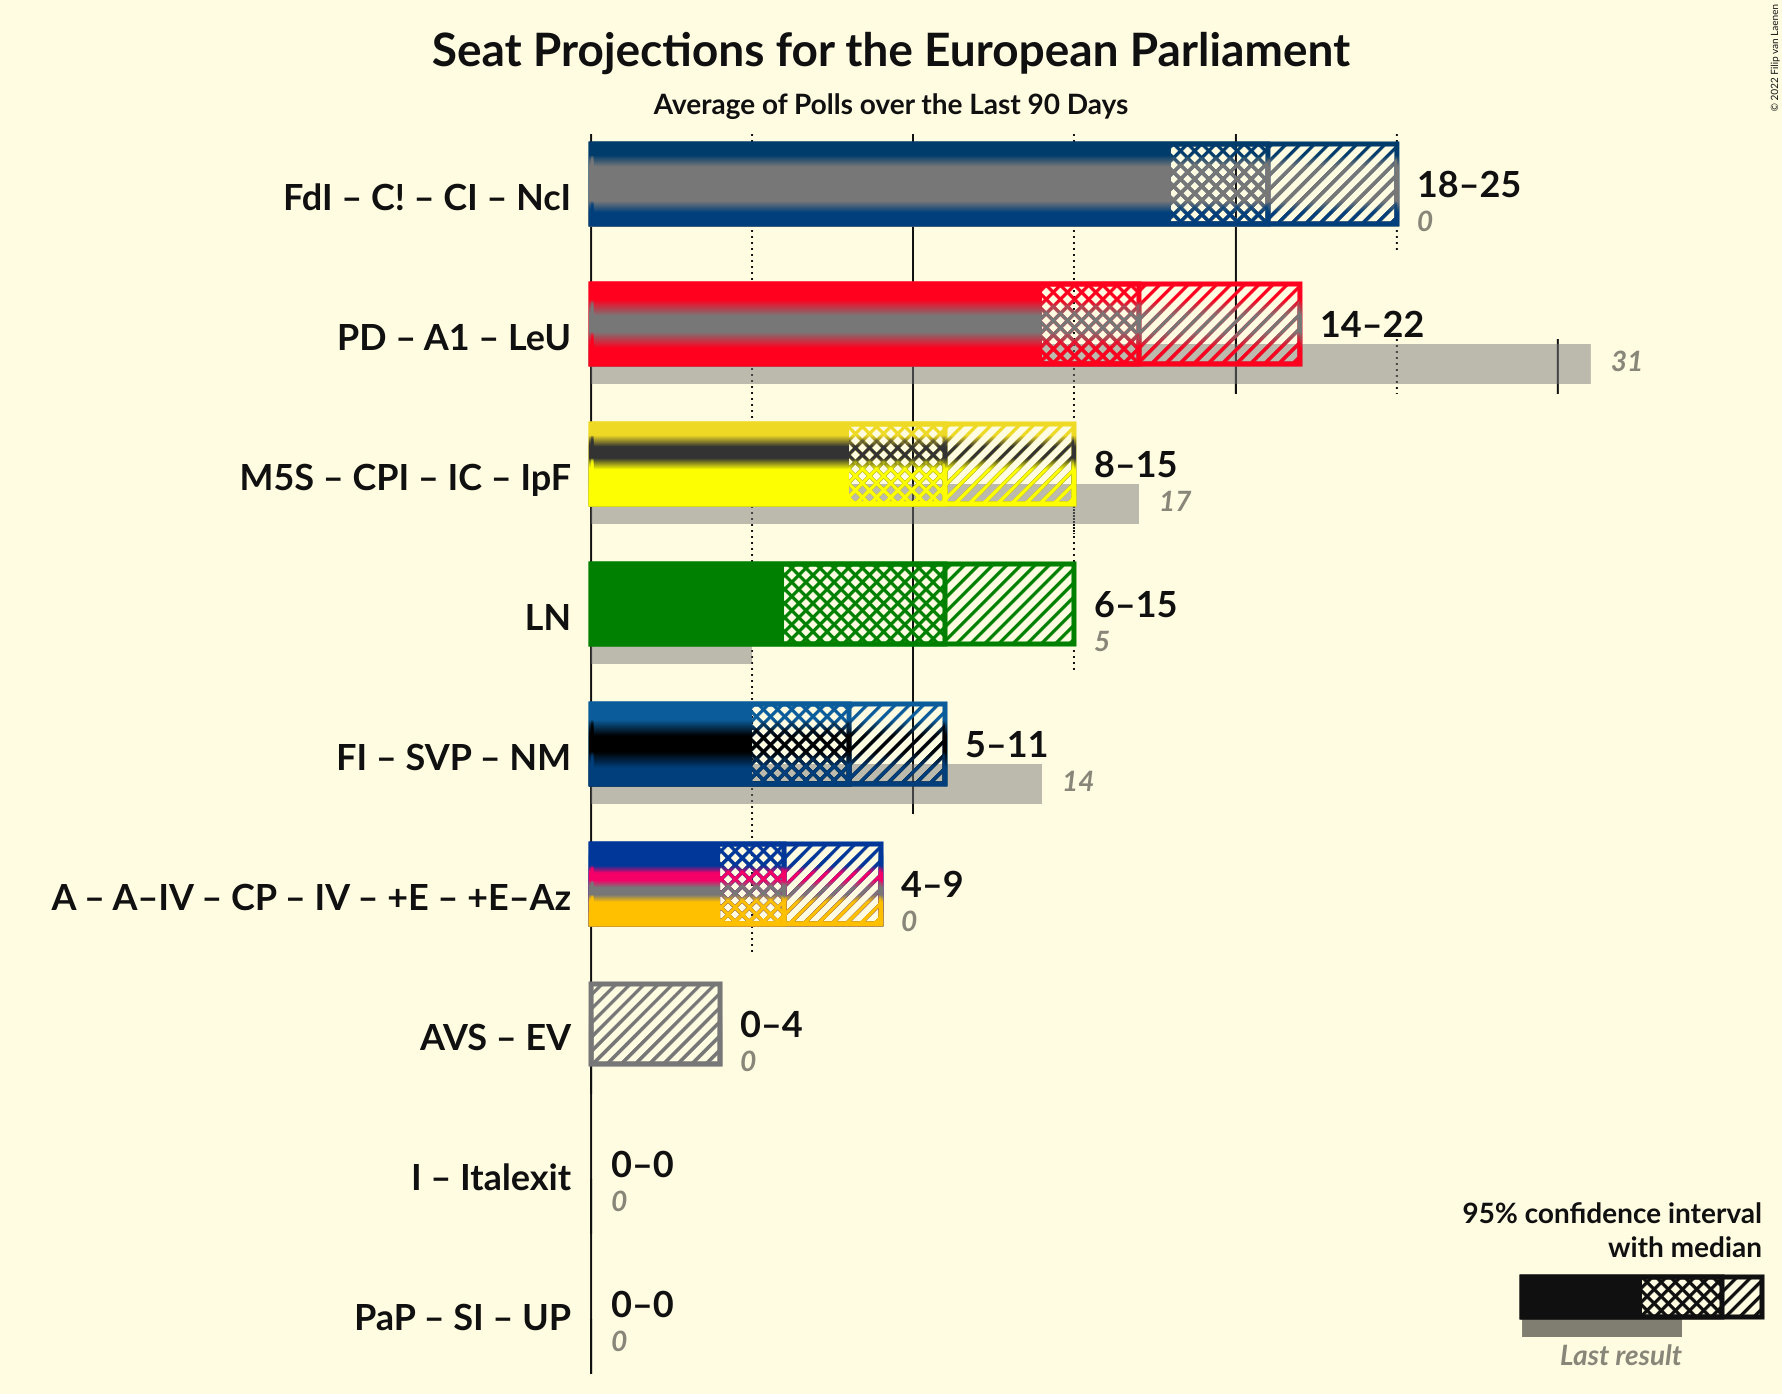 Seat Projections for the European Parliament
Average of Polls over the Last 90 Days
© 2022 Filip van Laenen
FdI – C! – CI – NcI
18–25
0
PD – A1 – LeU
14–22
31
M5S – CPI – IC – IpF
8–15
17
LN
6–15
5
FI – SVP – NM
5–11
14
A – A–IV – CP – IV – +E – +E–Az
4–9
0
AVS – EV
0–4
0
I – Italexit
0–0
0
PaP – SI – UP
0–0
0
95% confidence interval
with median
Last result